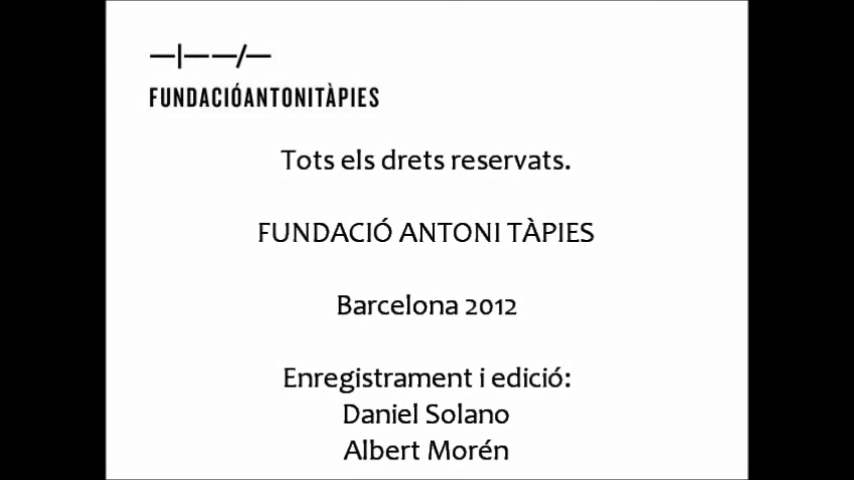 FUNDACIÓANTONITÀPIES
Tots els drets reservats.
FUNDACIÓ ANTONI TÀPIES
Barcelona 2012
Enregistrament i edició:
Daniel Solano
Albert Morén